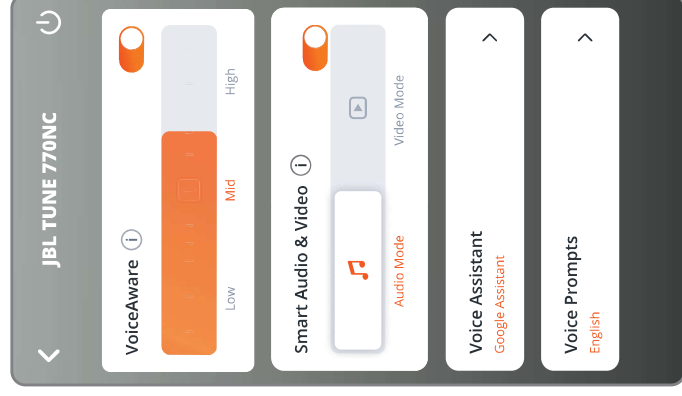 JBL TUNE 770NC
VoiceAware
Low Mid High
Smart Audio & Video
Audio Mode Video Mode
Voice Assistant
Google Assistant
Voice Prompts
English